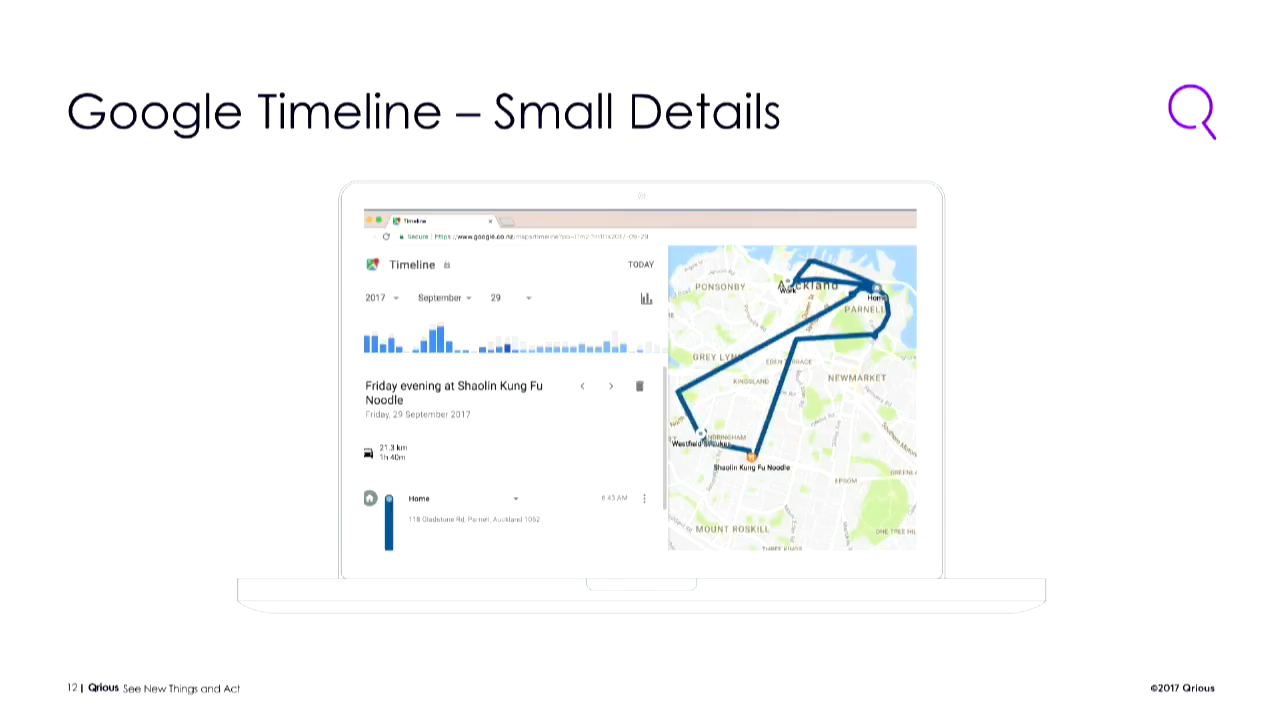 Google Timeline – Small Details
Timeline
Secure | https://www.google.co.nz/maps/timeline
Timeline
TODAY
2017
September
29
Friday evening at Shaolin Kung Fu
Noodle
Friday, 29 September 2017
21.3 km
1h 40m
Home
6:43 AM
118 Gladstone Rd, Parnell, Auckland 1052
PONSONBY
Auckland
Work
Home
PARNELL
GREY LYNN
EDEN TERRACE
KINGSLAND
NEWMARKET
Westfield St Lukes
Shaolin Kung Fu Noodle
EPSOM
MOUNT ROSKILL
ONE TREE HIL
THREE KINGS
12 | Qrious See New Things and Act
©2017 Qrious